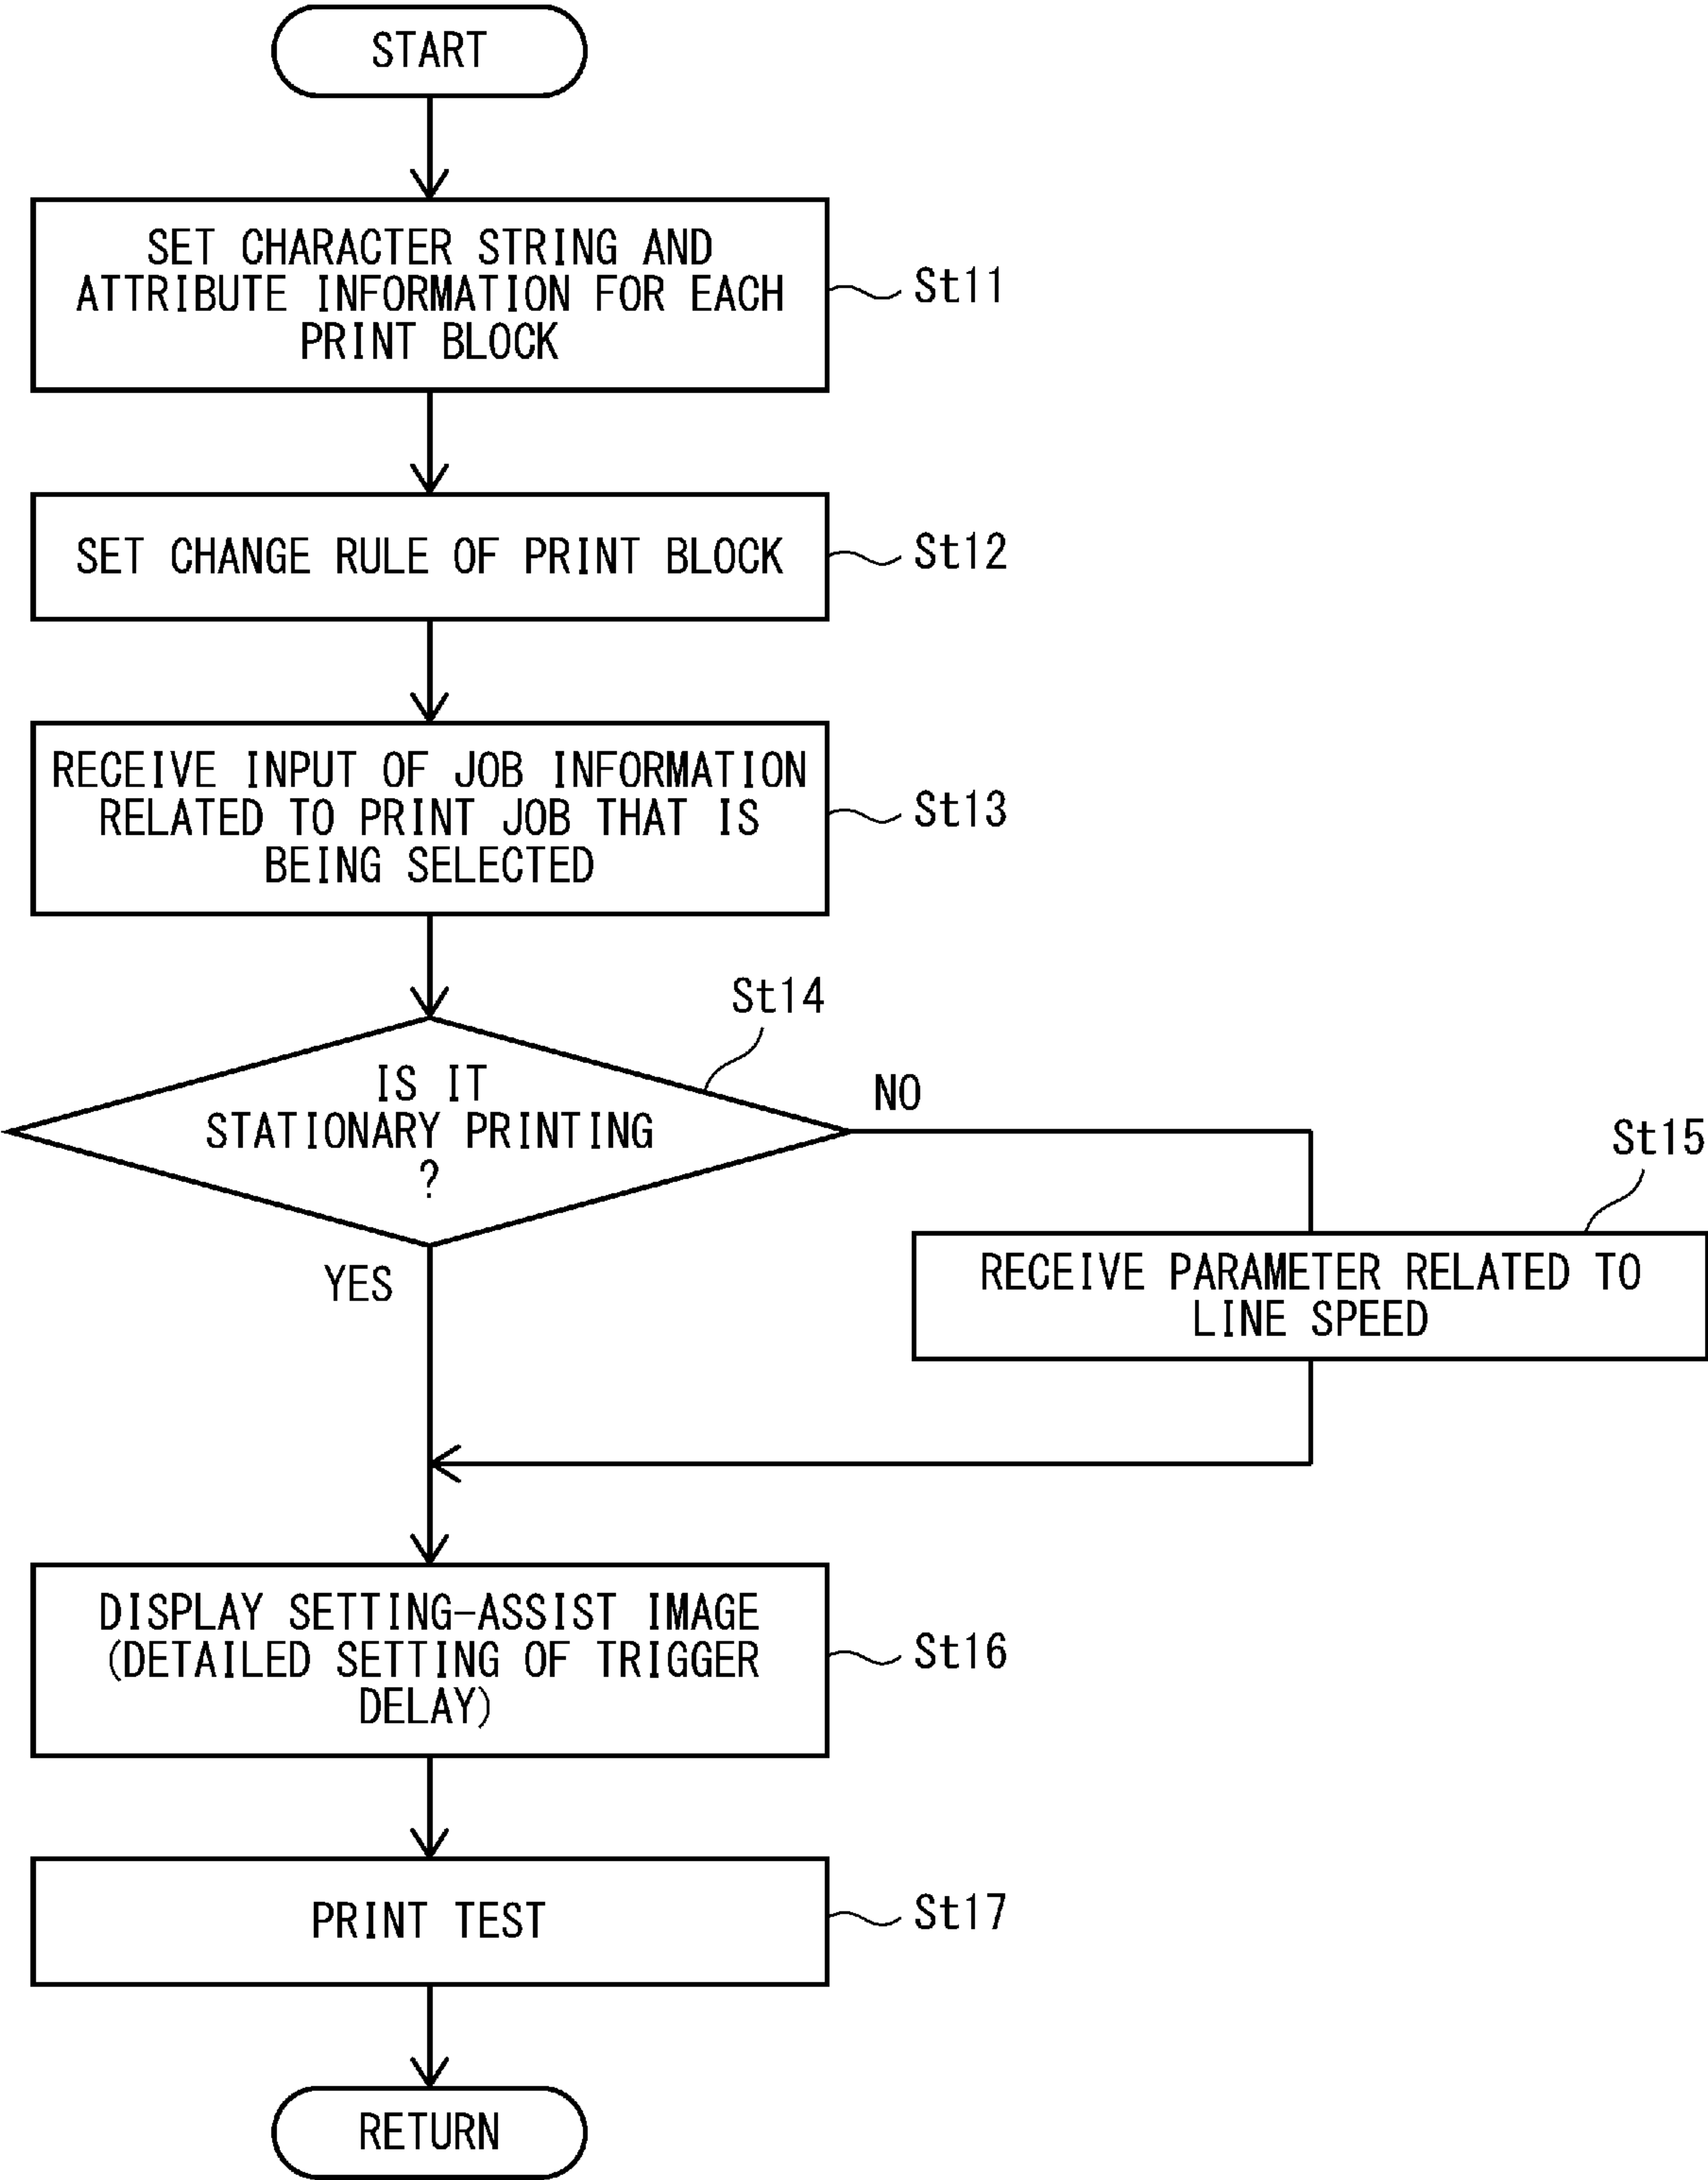 START
SET CHARACTER STRING AND
ATTRIBUTE INFORMATION FOR EACH
PRINT BLOCK
St11
SET CHANGE RULE OF PRINT BLOCK
St12
RECEIVE INPUT OF JOB INFORMATION
RELATED TO PRINT JOB THAT IS
BEING SELECTED
St13
St14
IS IT
STATIONARY PRINTING
?
NO
YES
St15
RECEIVE PARAMETER RELATED TO
LINE SPEED
DISPLAY SETTING-ASSIST IMAGE
(DETAILED SETTING OF TRIGGER
DELAY)
St16
PRINT TEST
St17
RETURN